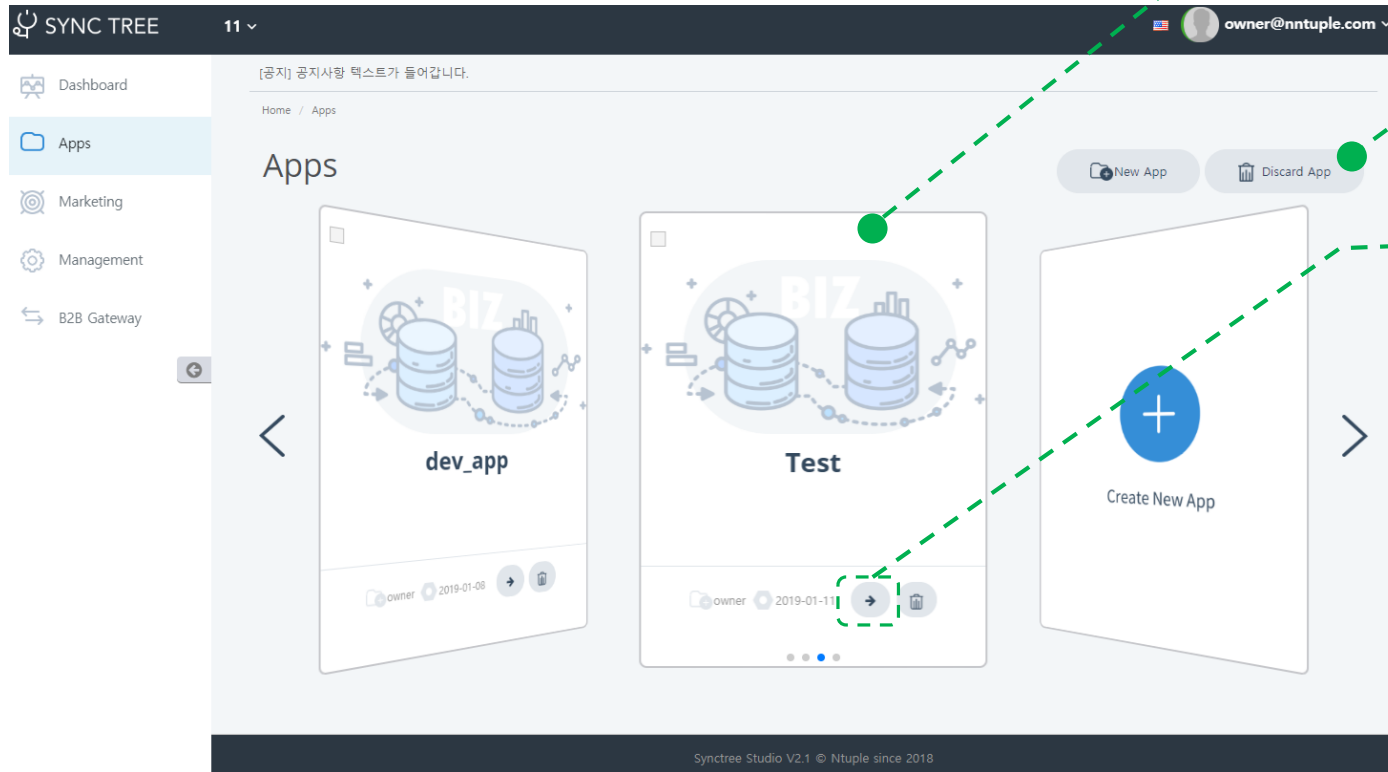 SYNC TREE
11
owner@nntuple.com
Dashboard
Apps
Marketing
Management
B2B Gateway
[공지] 공지사항 텍스트가 들어갑니다.
Home / Apps
Apps
New App
Discard App
BIZ
dev_app
owner 2019-01-08
BIZ
Test
owner 2019-01-11
Create New App
Synctree Studio V2.1 © Ntuple since 2018